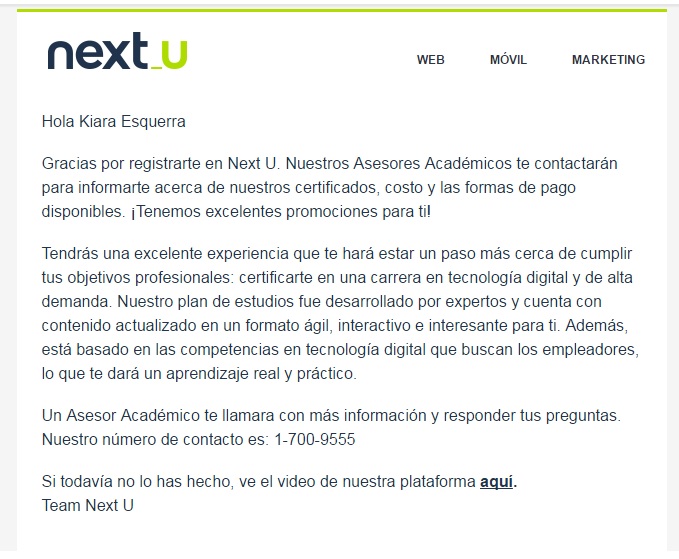 next_u
WEB MÓVIL MARKETING
Hola Kiara Esquerra
Gracias por registrarte en Next U. Nuestros Asesores Académicos te contactarán
para informarte acerca de nuestros certificados, costo y las formas de pago
disponibles. ¡Tenemos excelentes promociones para ti!
Tendrás una excelente experiencia que te hará estar un paso más cerca de cumplir
tus objetivos profesionales: certificarte en una carrera en tecnología digital y de alta
demanda. Nuestro plan de estudios fue desarrollado por expertos y cuenta con
contenido actualizado en un formato ágil, interactivo e interesante para ti. Además,
está basado en las competencias en tecnología digital que buscan los empleadores,
lo que te dará un aprendizaje real y práctico.
Un Asesor Académico te llamara con más información y responder tus preguntas.
Nuestro número de contacto es: 1-700-9555
Si todavía no lo has hecho, ve el video de nuestra plataforma aquí.
Team Next U